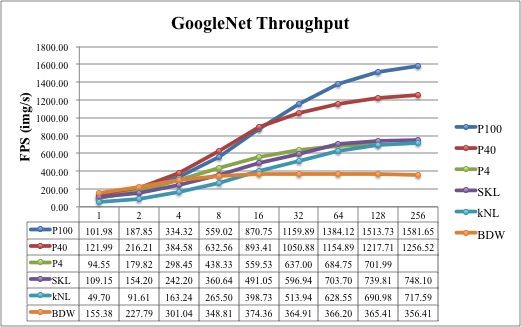 GoogleNet Throughput
FPS (img/s)
1800.00
1600.00
1400.00
1200.00
1000.00
800.00
600.00
400.00
200.00
0.00
P100
P40
P4
SKL
kNL
BDW
1 2 4 8 16 32 64 128 256
P100 101.98 187.85 334.32 559.02 870.75 1159.89 1384.12 1513.73 1581.65
P40 121.99 216.21 384.58 632.56 893.41 1050.88 1154.89 1217.71 1256.52
P4 94.55 179.82 298.45 438.33 559.53 637.00 684.75 701.99
SKL 109.15 154.20 242.20 360.64 491.05 596.94 703.70 739.81 748.10
kNL 49.70 91.61 163.24 265.50 398.73 513.94 628.55 690.98 717.59
BDW 155.38 227.79 301.04 348.81 374.36 364.91 366.20 365.41 356.41